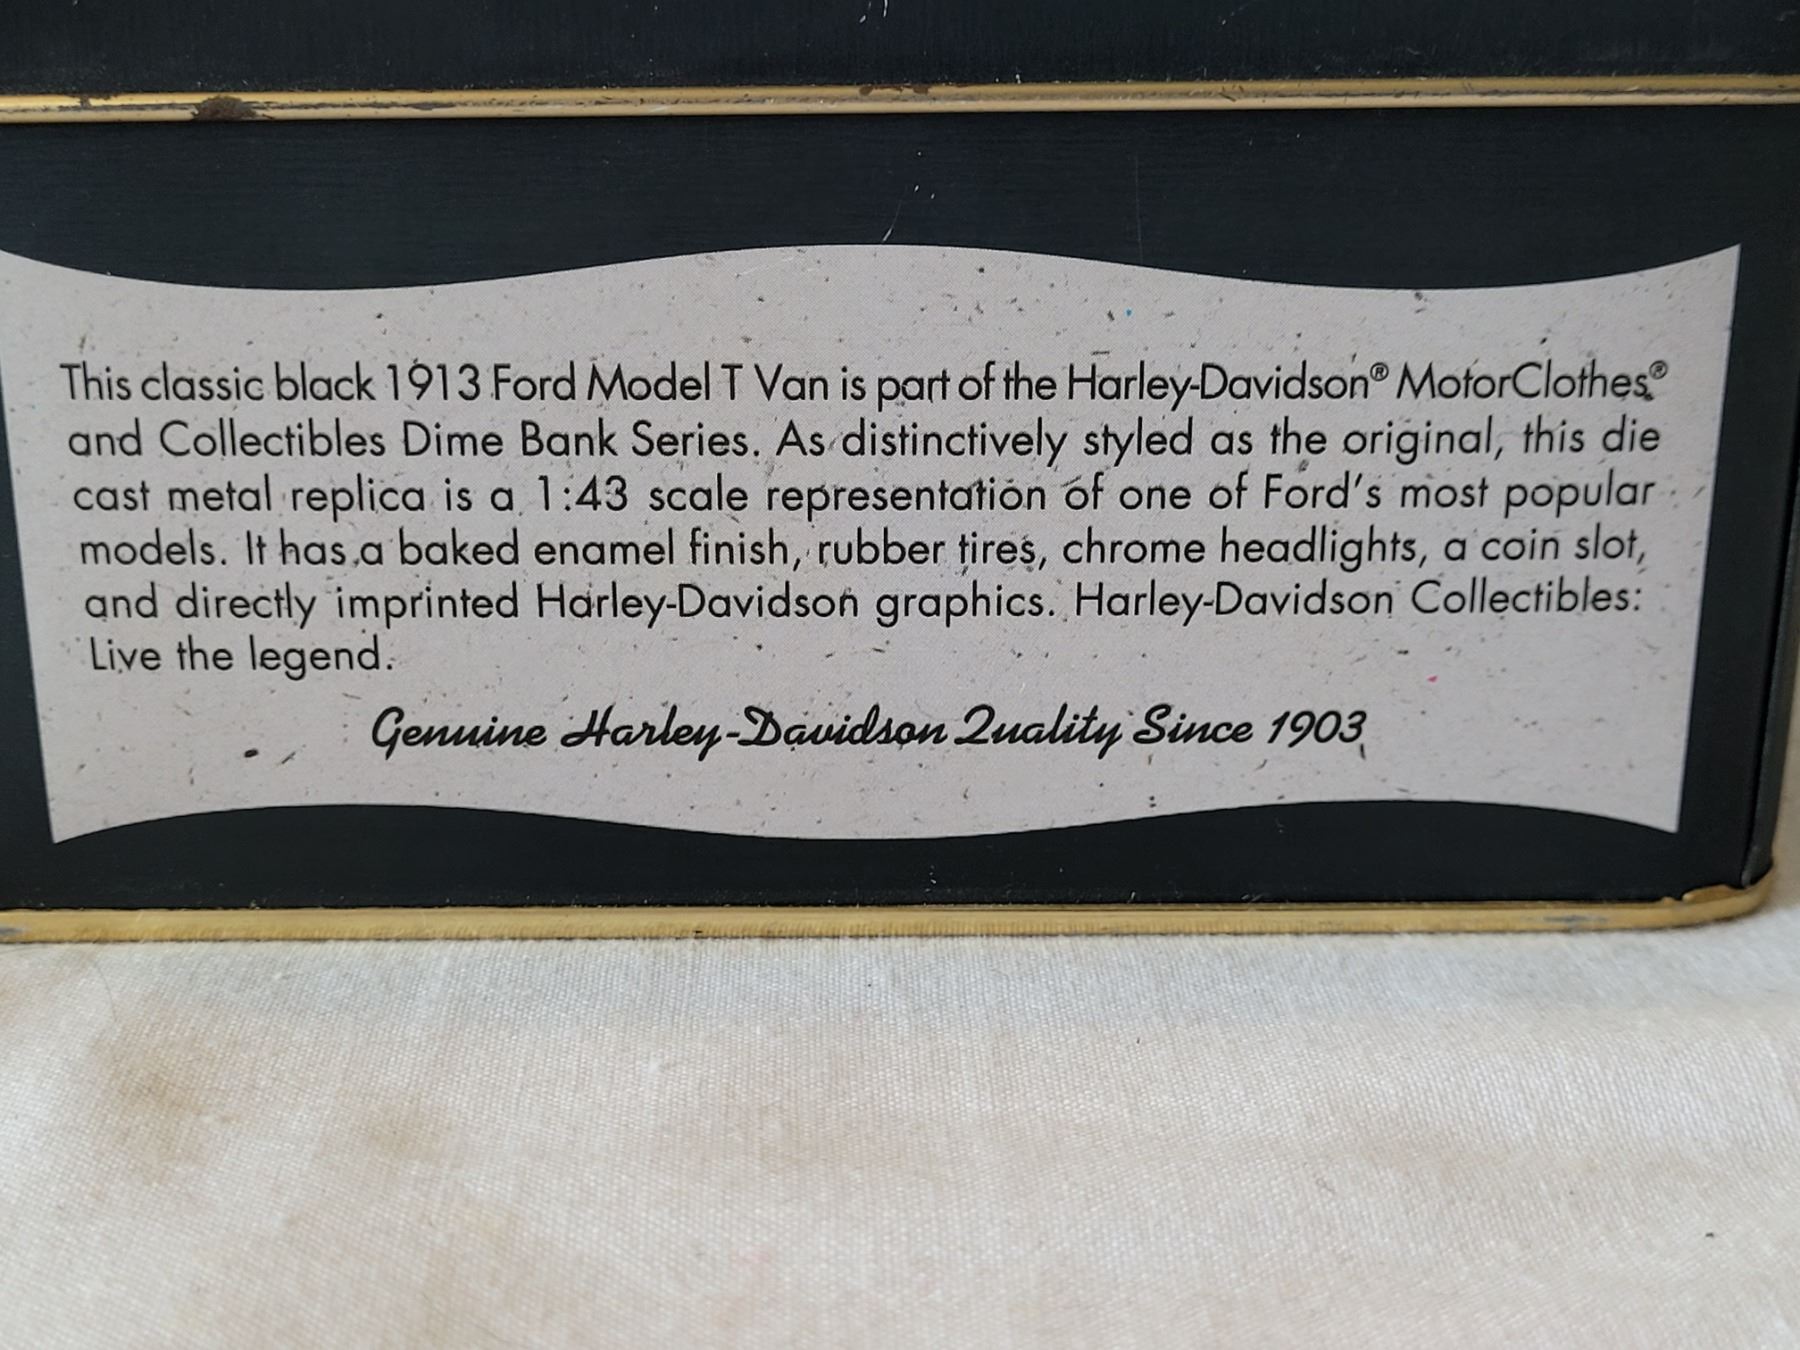 This classic black 1913 Ford Model T Van is part of the Harley-Davidson® MotorClothes®
and Collectibles Dime Bank Series. As distinctively styled as the original, this die
cast metal replica is a 1:43 scale representation of one of Ford's most popular
models. It has a baked enamel finish, rubber tires, chrome headlights, a coin slot,
and directly imprinted Harley-Davidson graphics. Harley-Davidson Collectibles:
Live the legend.
Genuine Harley-Davidson Quality Since 1903